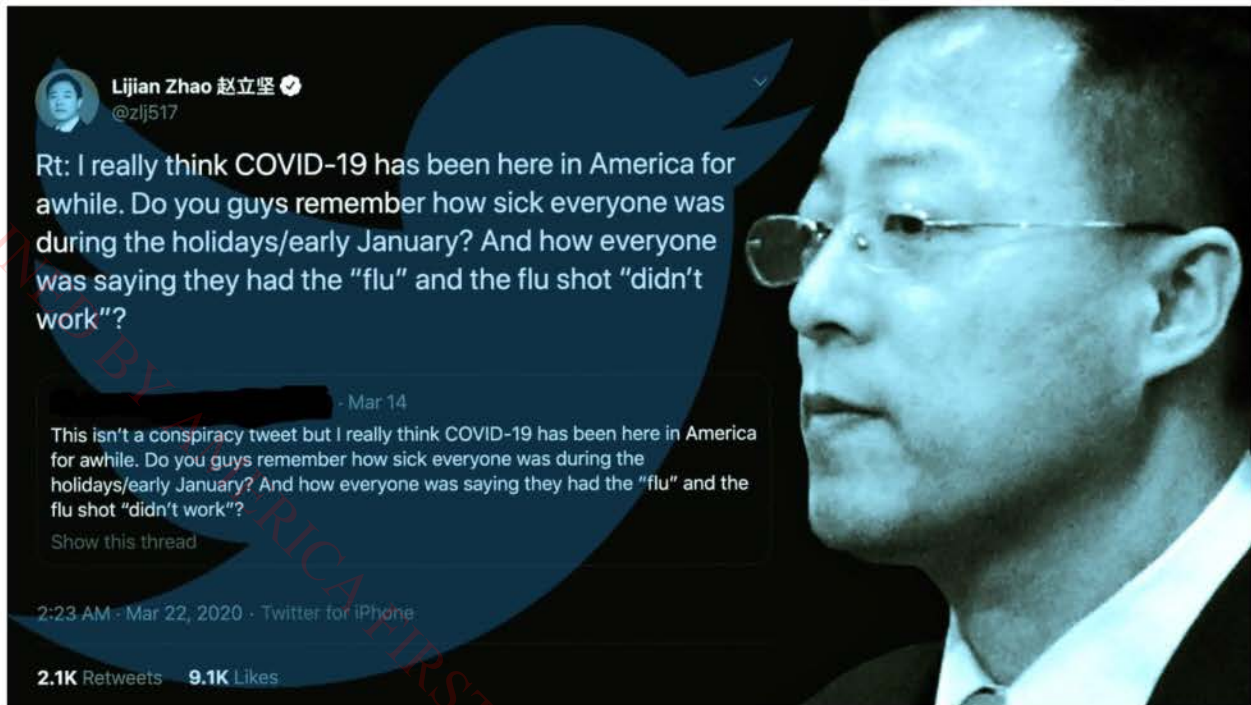 Lijian Zhao 赵立坚
@zlj517
Rt: I really think COVID-19 has been here in America for
awhile. Do you guys remember how sick everyone was
during the holidays/early January? And how everyone
was saying they had the “flu” and the flu shot “didn’t
work”?
· Mar 14
This isn’t a conspiracy tweet but I really think COVID-19 has been here in America
for awhile. Do you guys remember how sick everyone was during the
holidays/early January? And how everyone was saying they had the “flu” and the
flu shot “didn’t work”?
Show this thread
2:23 AM · Mar 22, 2020 · Twitter for iPhone
2.1K Retweets 9.1K Likes
BY AMERICA FIRST